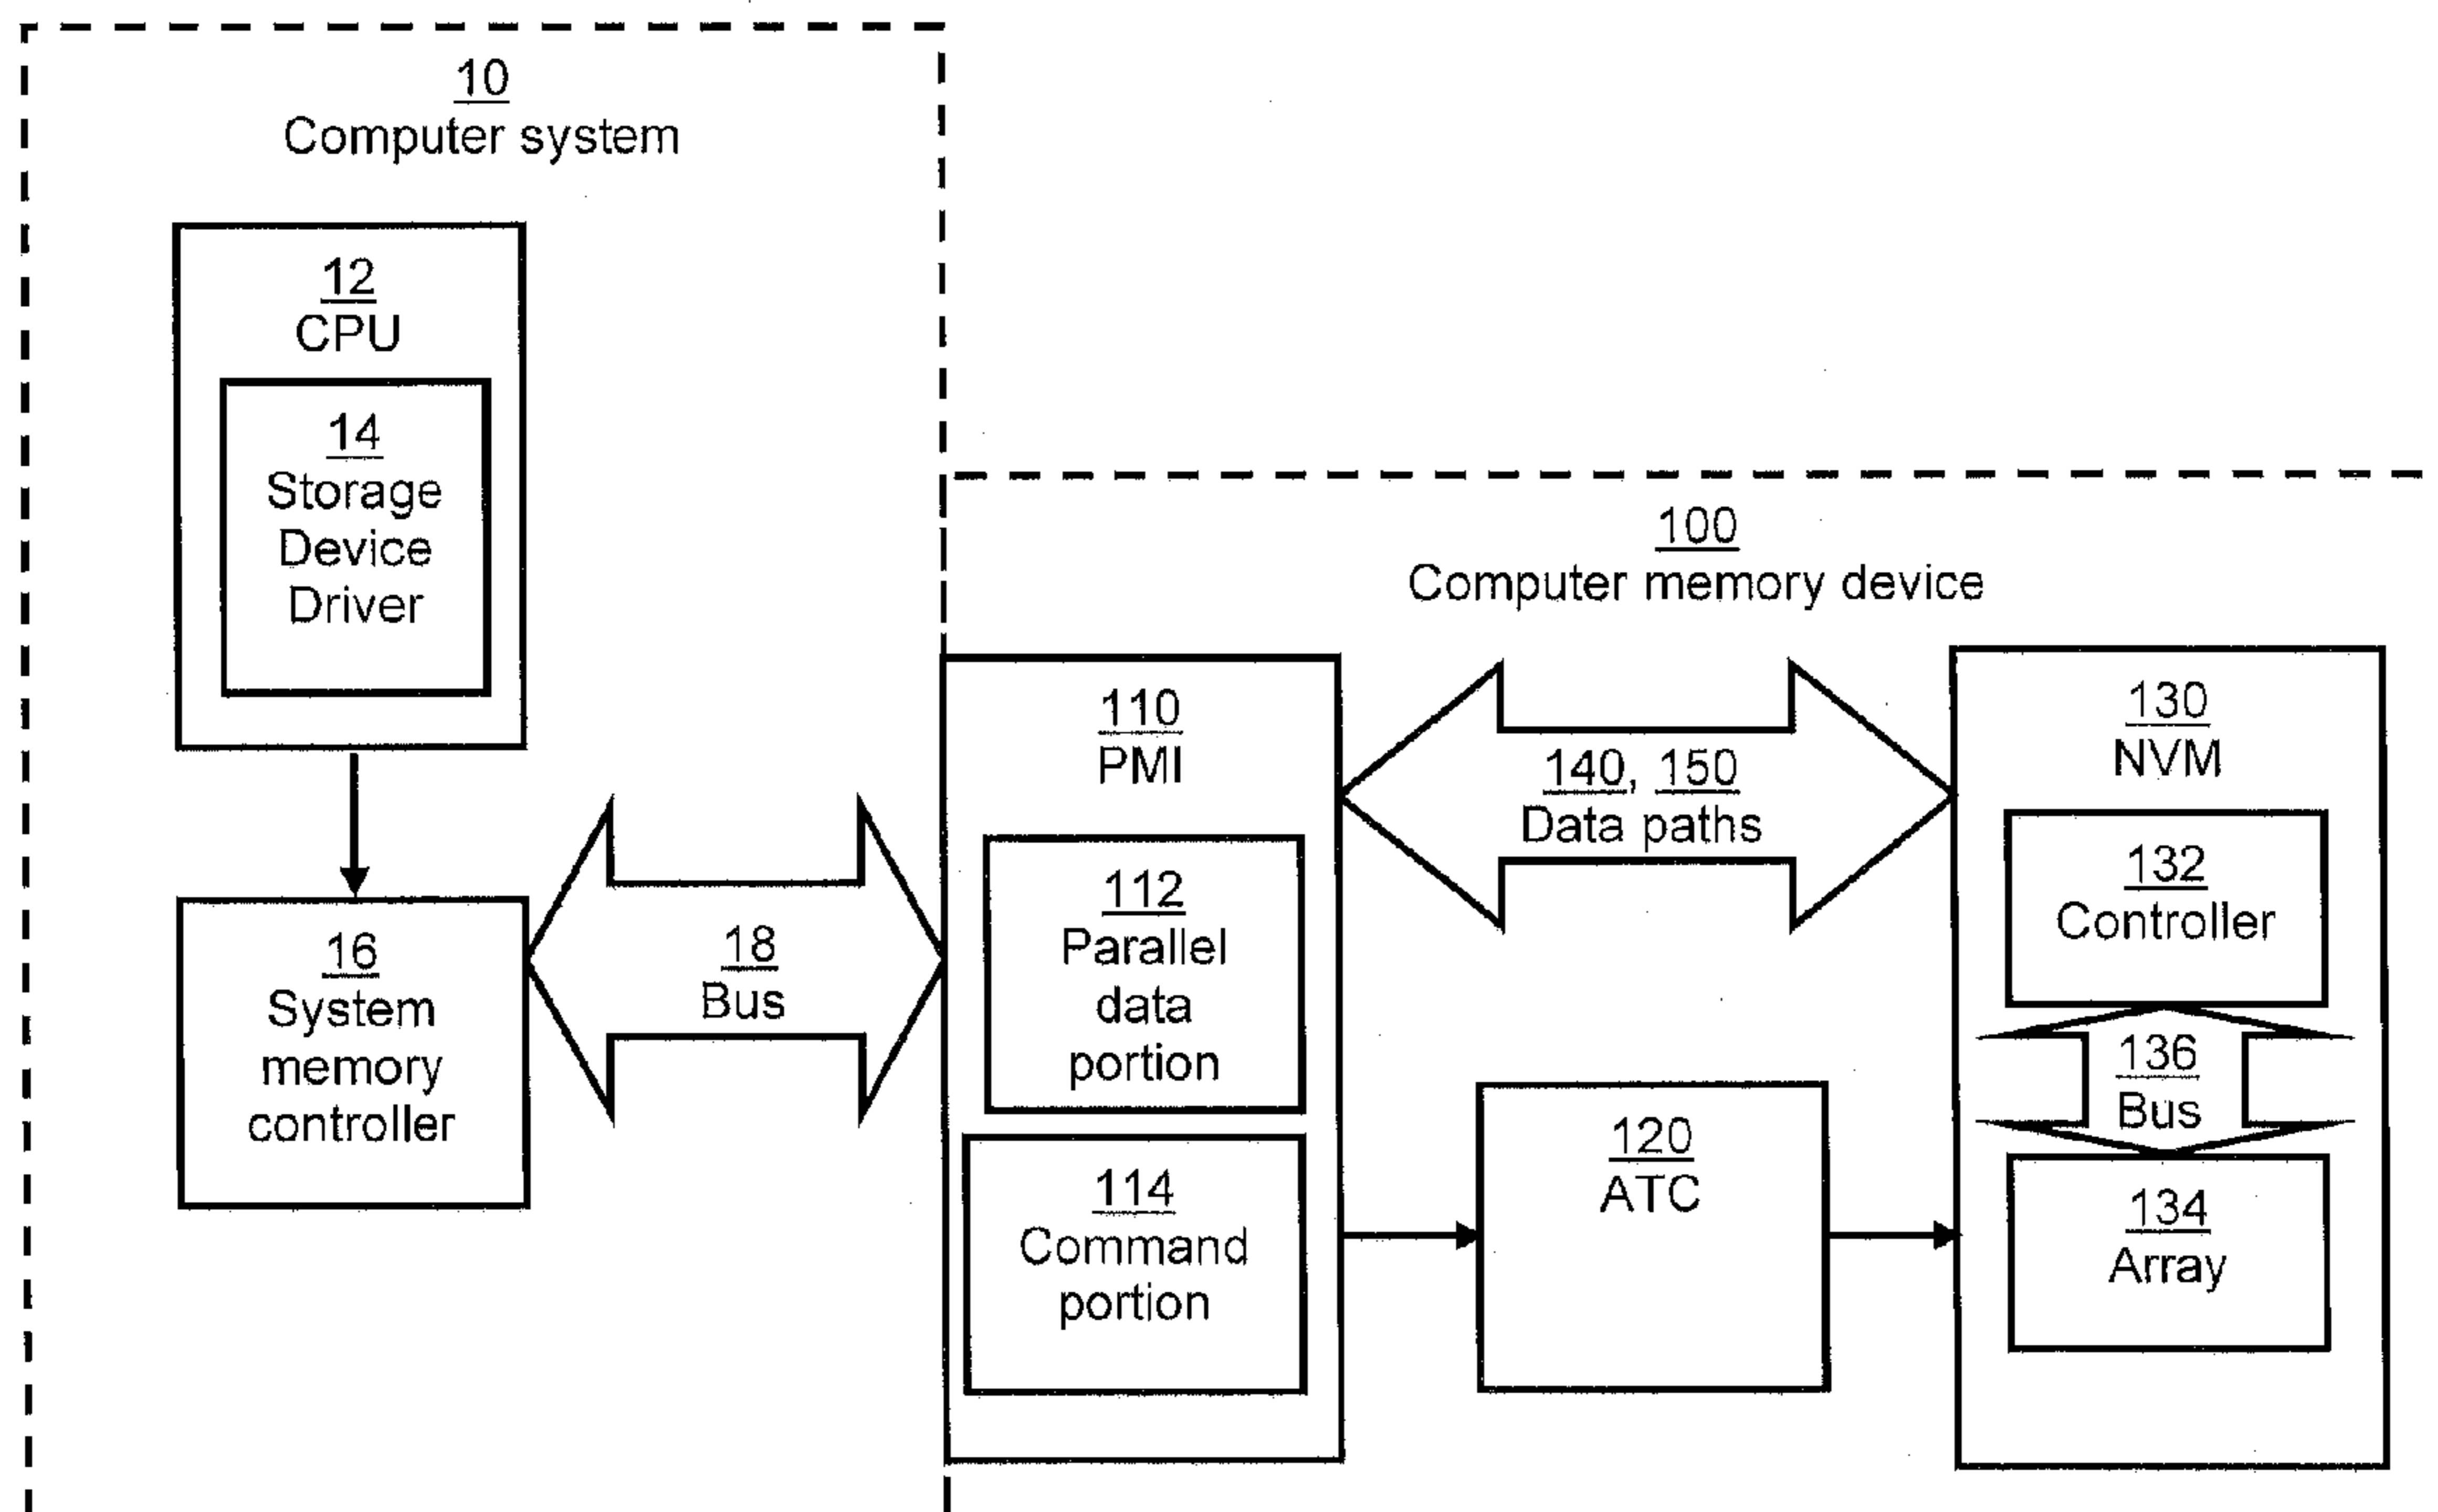 10
Computer system
12
CPU
14
Storage
Device
Driver
16
System
memory
controller
18
Bus
100
Computer memory device
110
PMI
112
Parallel
data
portion
114
Command
portion
140, 150
Data paths
120
ATC
130
NVM
132
Controller
136
Bus
134
Array